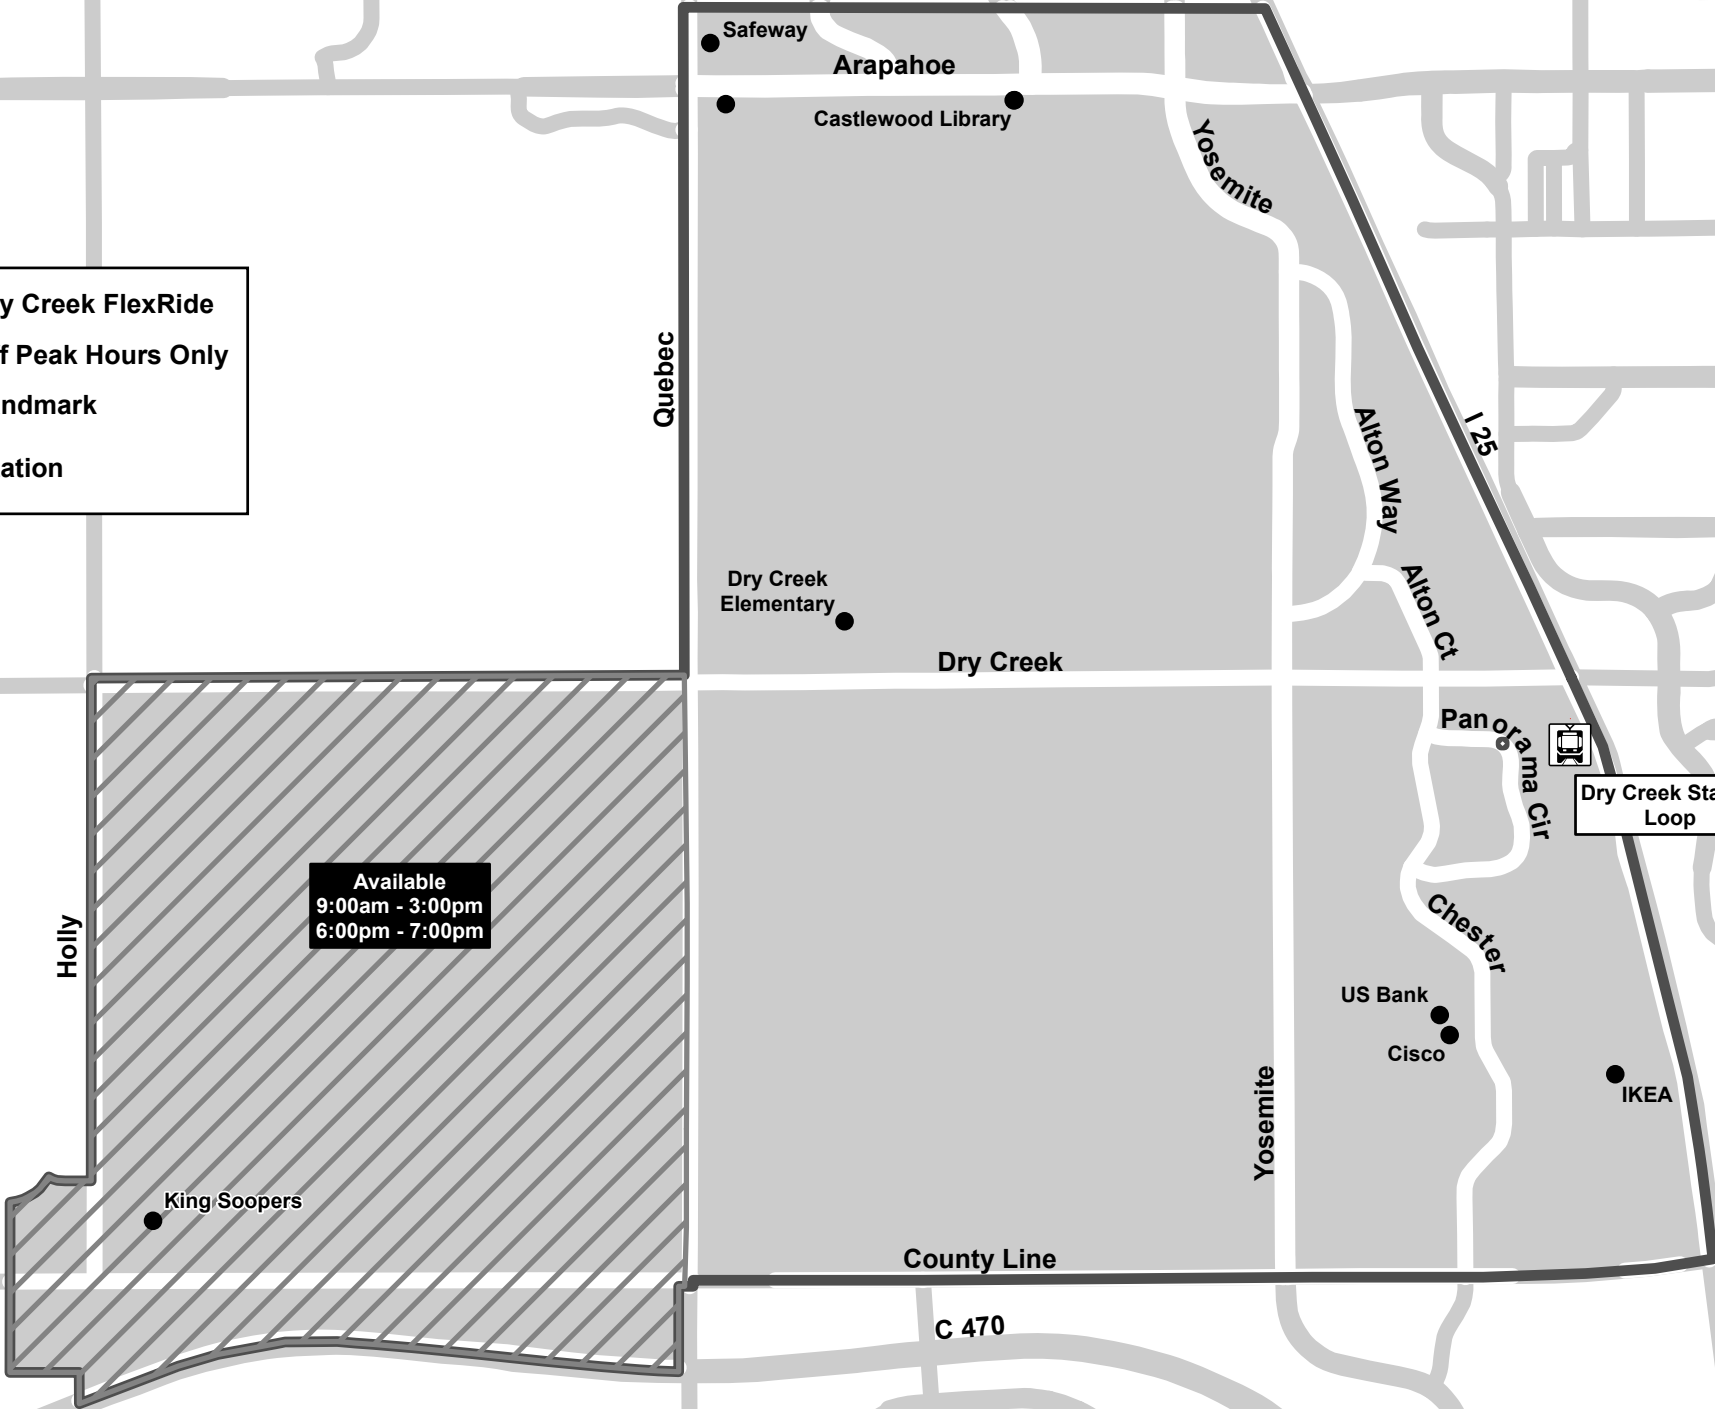 Safeway
Arapahoe
Castlewood Library
Yosemite
y Creek FlexRide
f Peak Hours Only
ndmark
ation
Quebec
I 25
Alton Way
Dry Creek
Elementary
Alton Ct
Dry Creek
Panorama Cir
Dry Creek Sta
Loop
Available
9:00am - 3:00pm
6:00pm - 7:00pm
Holly
Chester
US Bank
Cisco
IKEA
Yosemite
King Soopers
County Line
C 470